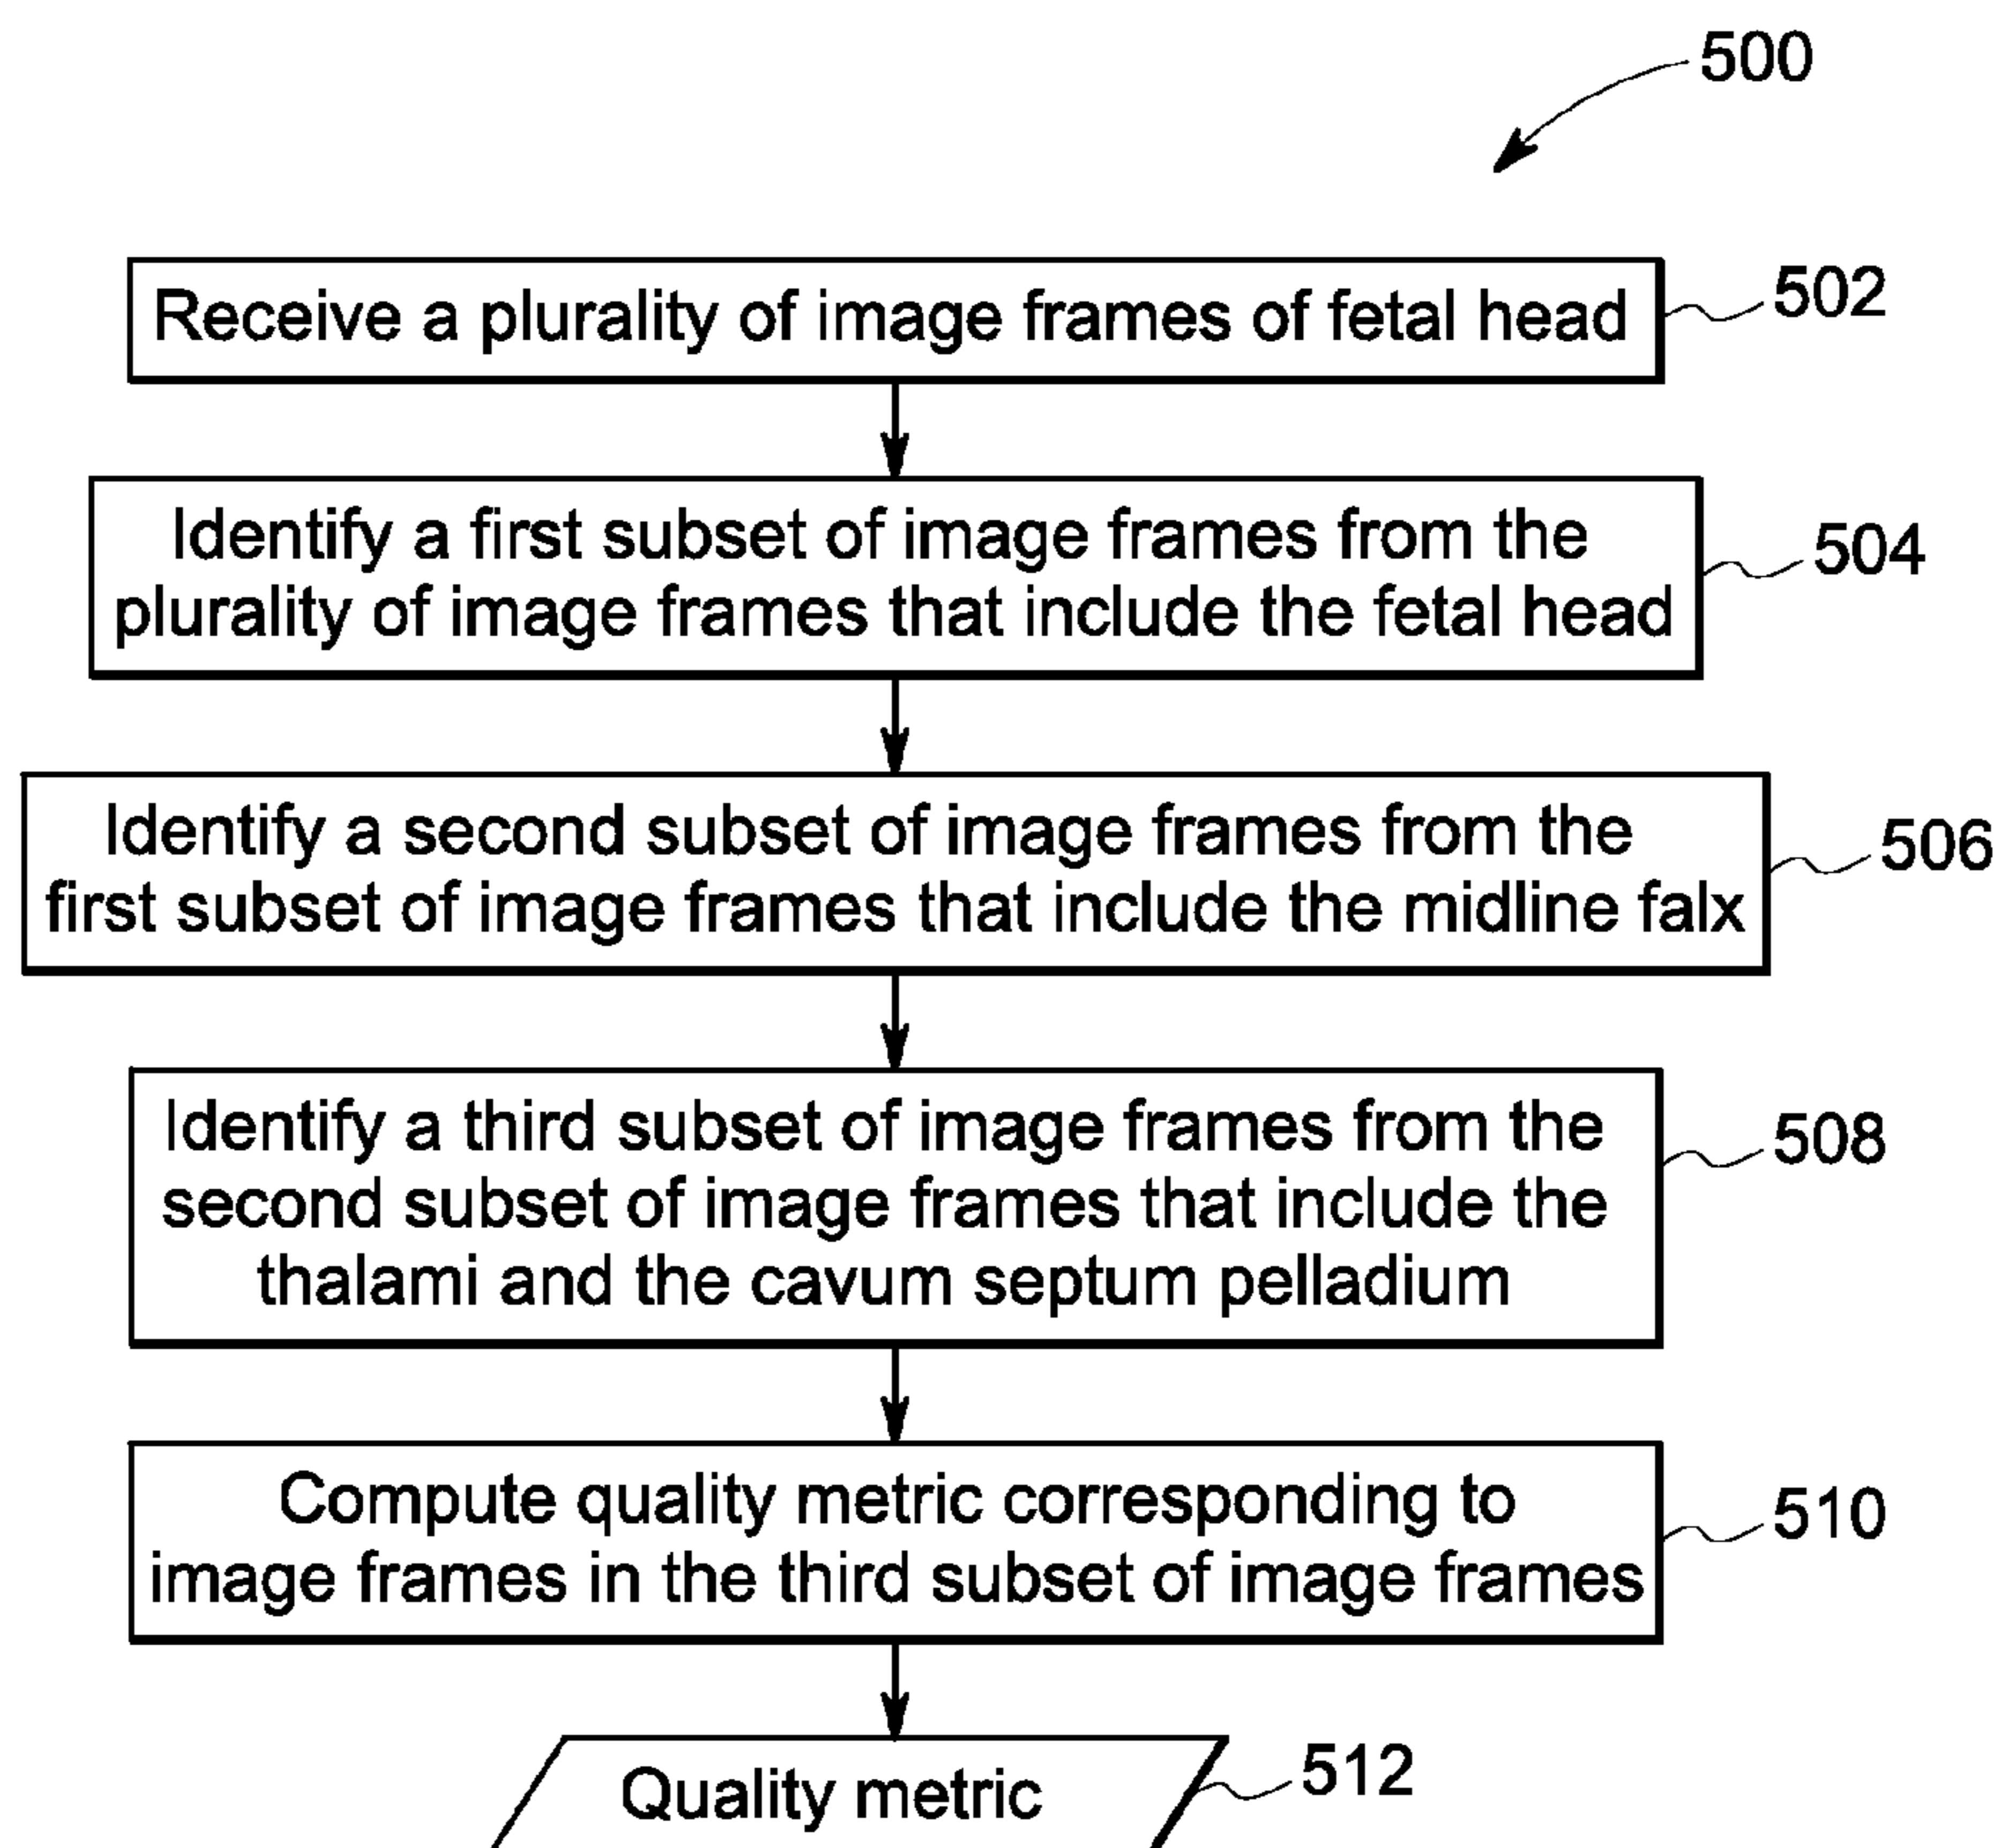 500
Receive a plurality of image frames of fetal head
502
Identify a first subset of image frames from the
plurality of image frames that include the fetal head
504
Identify a second subset of image frames from the
first subset of image frames that include the midline falx
506
Identify a third subset of image frames from the
second subset of image frames that include the
thalami and the cavum septum pelladium
508
Compute quality metric corresponding to
image frames in the third subset of image frames
510
Quality metric
512